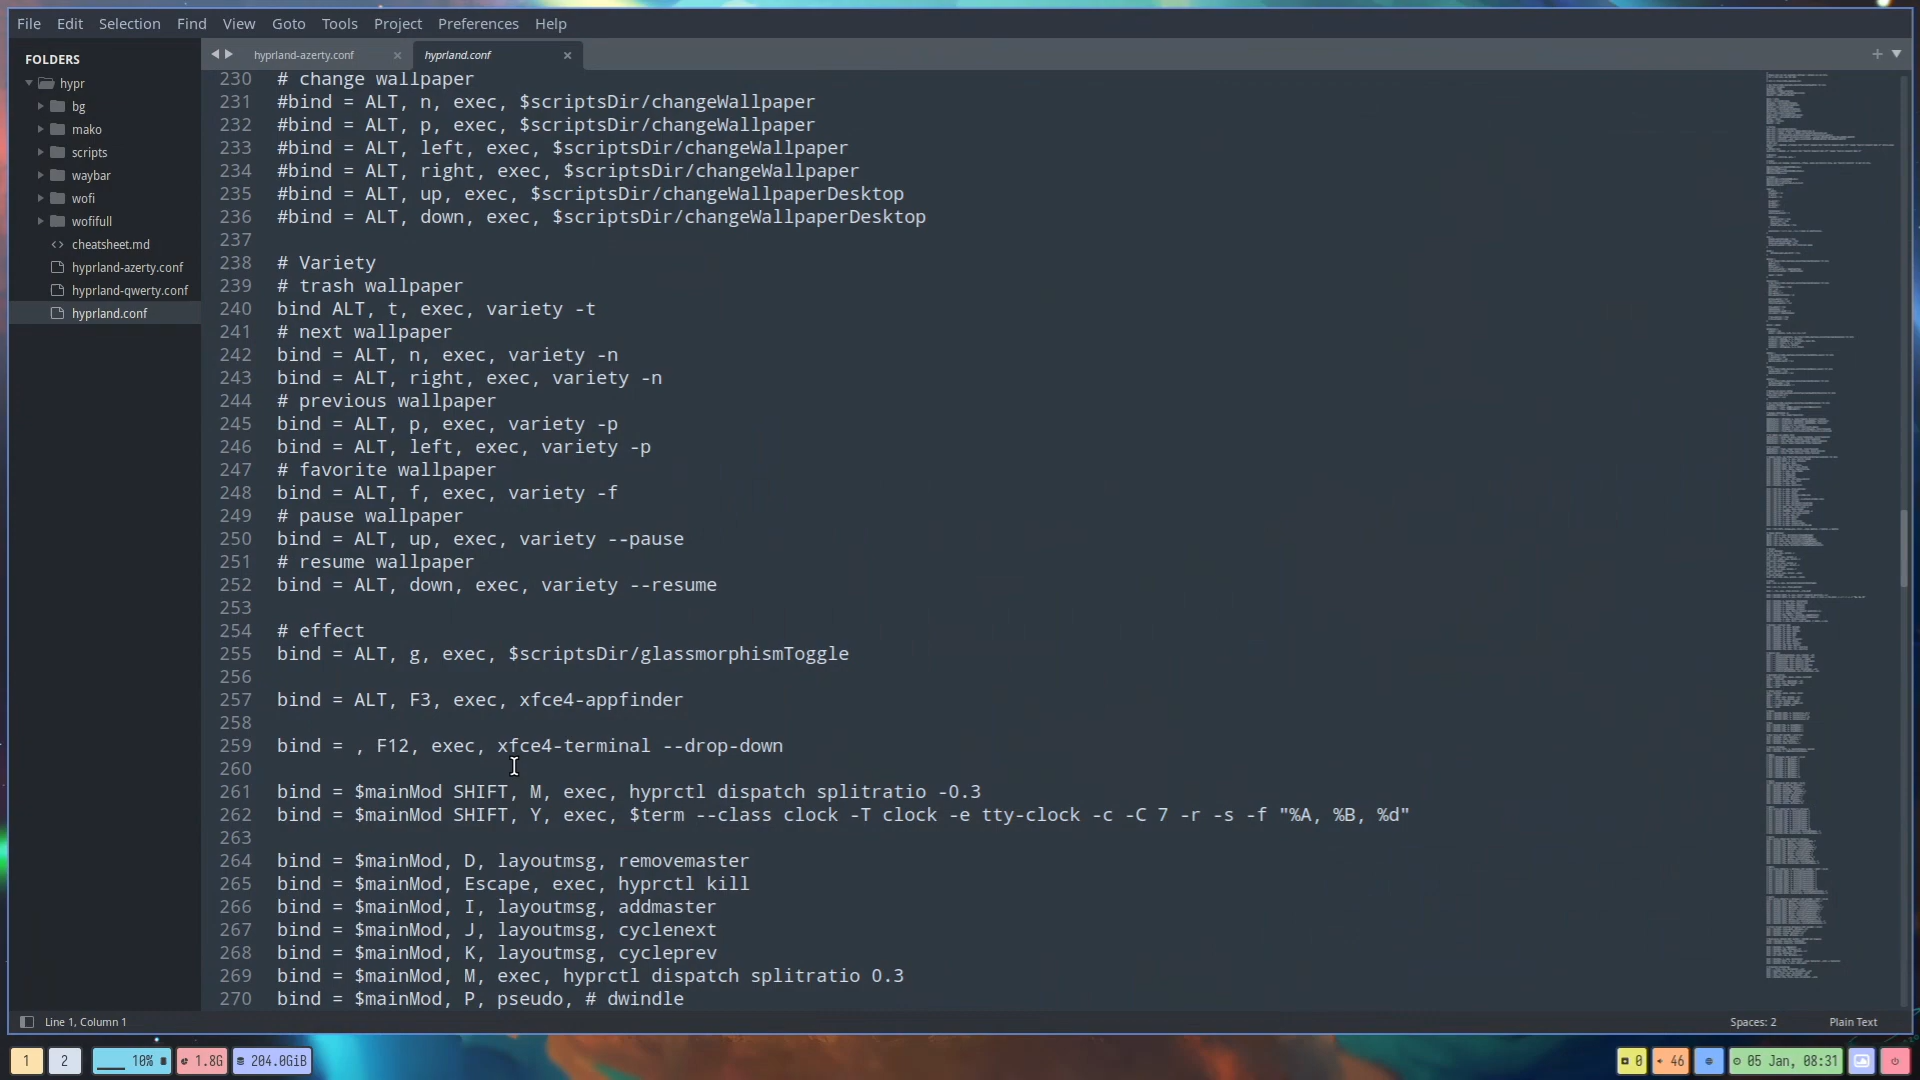 File Edit Selection Find View Goto Tools Project Preferences Help
FOLDERS
hypr
bg
mako
scripts
waybar
wofi
wofifull
cheatsheet.md
hyprland-azerty.conf
hyprland-qwerty.conf
hyprland.conf
hyprland-azerty.conf
hyprland.conf
230 # change wallpaper
231 #bind = ALT, n, exec, $scriptsDir/changeWallpaper
232 #bind = ALT, p, exec, $scriptsDir/changeWallpaper
233 #bind = ALT, left, exec, $scriptsDir/changeWallpaper
234 #bind = ALT, right, exec, $scriptsDir/changeWallpaper
235 #bind = ALT, up, exec, $scriptsDir/changeWallpaperDesktop
236 #bind = ALT, down, exec, $scriptsDir/changeWallpaperDesktop
237
238 # Variety
239 # trash wallpaper
240 bind ALT, t, exec, variety -t
241 # next wallpaper
242 bind = ALT, n, exec, variety -n
243 bind = ALT, right, exec, variety -n
244 # previous wallpaper
245 bind = ALT, p, exec, variety -p
246 bind = ALT, left, exec, variety -p
247 # favorite wallpaper
248 bind = ALT, f, exec, variety -f
249 # pause wallpaper
250 bind = ALT, up, exec, variety --pause
251 # resume wallpaper
252 bind = ALT, down, exec, variety --resume
253
254 # effect
255 bind = ALT, g, exec, $scriptsDir/glassmorphismToggle
256
257 bind = ALT, F3, exec, xfce4-appfinder
258
259 bind = , F12, exec, xfce4-terminal --drop-down
260
261 bind = $mainMod SHIFT, M, exec, hyprctl dispatch splitratio -0.3
262 bind = $mainMod SHIFT, Y, exec, $term --class clock -T clock -e tty-clock -c -C 7 -r -s -f "%A, %B, %d"
263
264 bind = $mainMod, D, layoutmsg, removemaster
265 bind = $mainMod, Escape, exec, hyprctl kill
266 bind = $mainMod, I, layoutmsg, addmaster
267 bind = $mainMod, J, layoutmsg, cyclenext
268 bind = $mainMod, K, layoutmsg, cycleprev
269 bind = $mainMod, M, exec, hyprctl dispatch splitratio 0.3
270 bind = $mainMod, P, pseudo, # dwindle
Line 1, Column 1
Spaces: 2
Plain Text
1 2 10% 1.8G 204.0GiB
0 46 05 Jan, 08:31